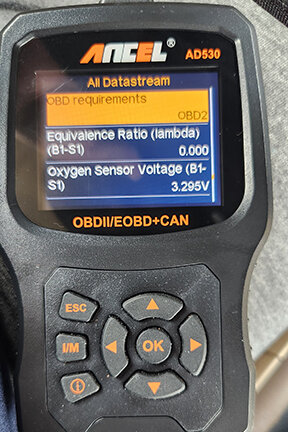 ANCEL®
AD530
All Datastream
OBD requirements
OBD2
Equivalence Ratio (lambda)
(B1-S1) 0.000
Oxygen Sensor Voltage (B1-
S1) 3.295V
OBDII/EOBD+CAN
ESC
I/M
OK